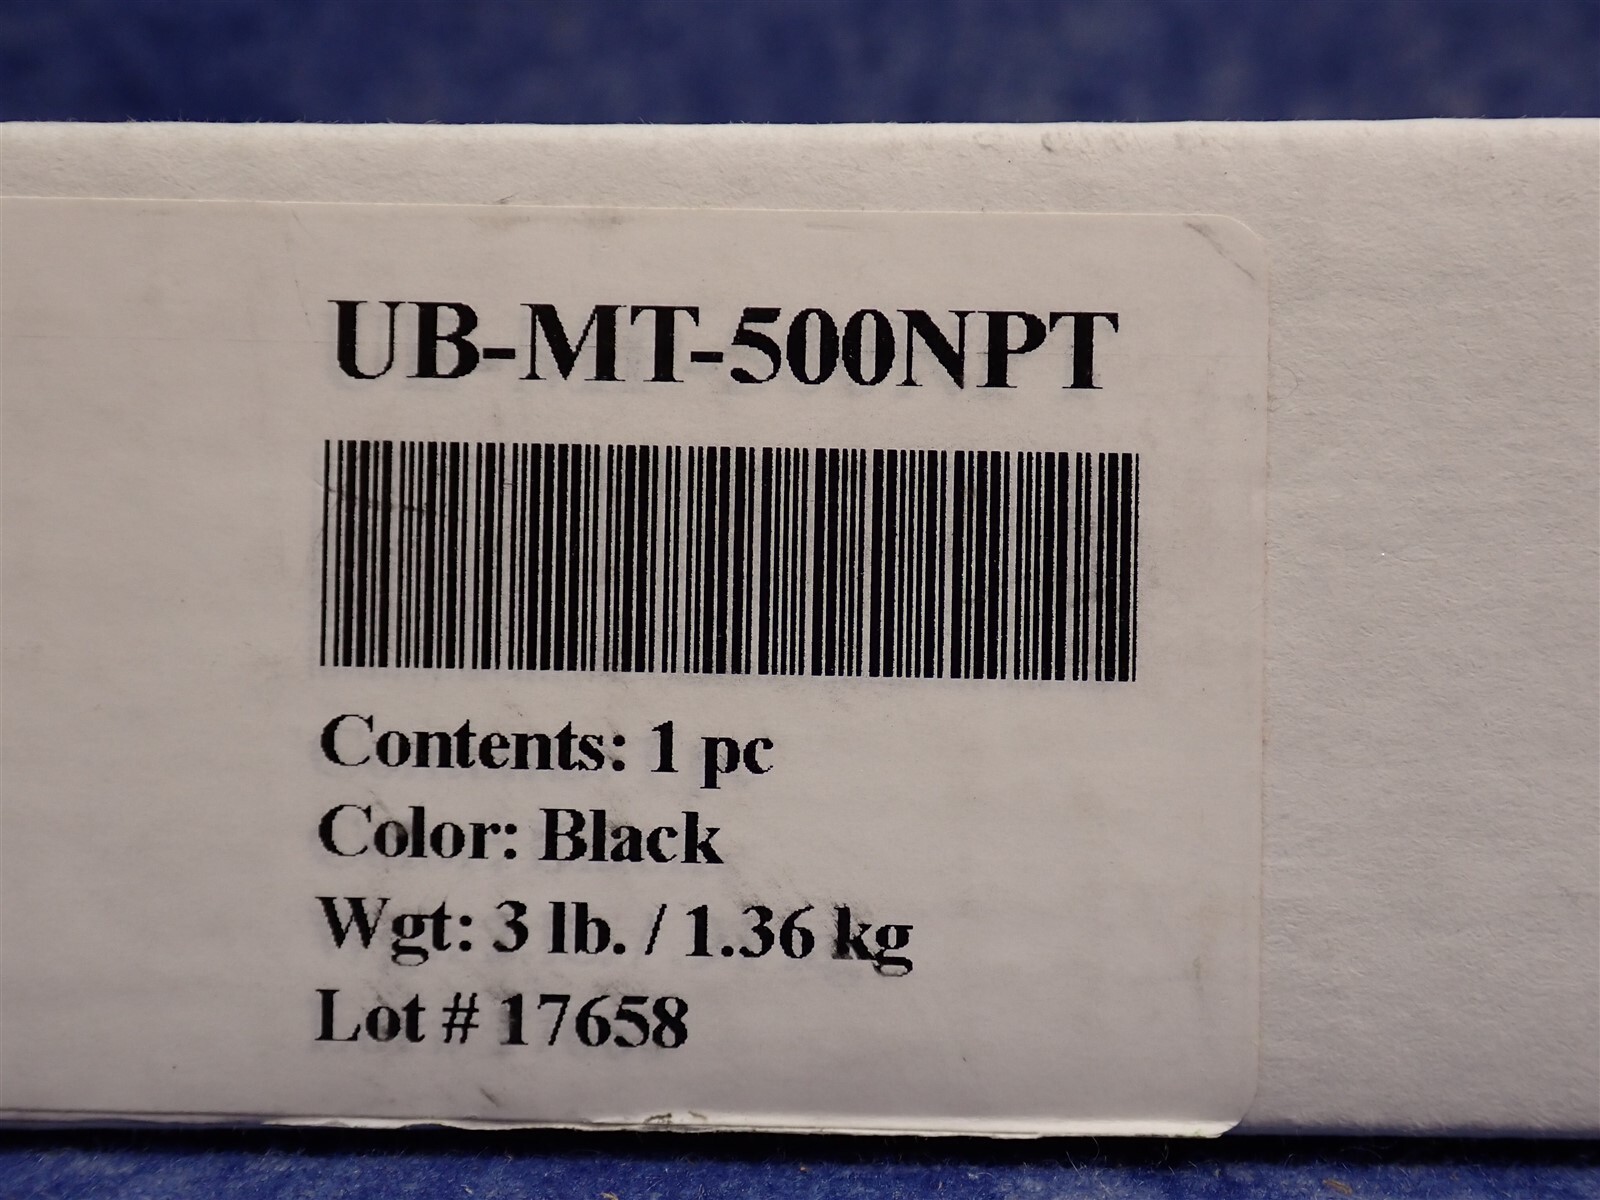 UB-MT-500NPT
Contents: 1 pc
Color: Black
Wgt: 3 lb. / 1.36 kg
Lot # 17658